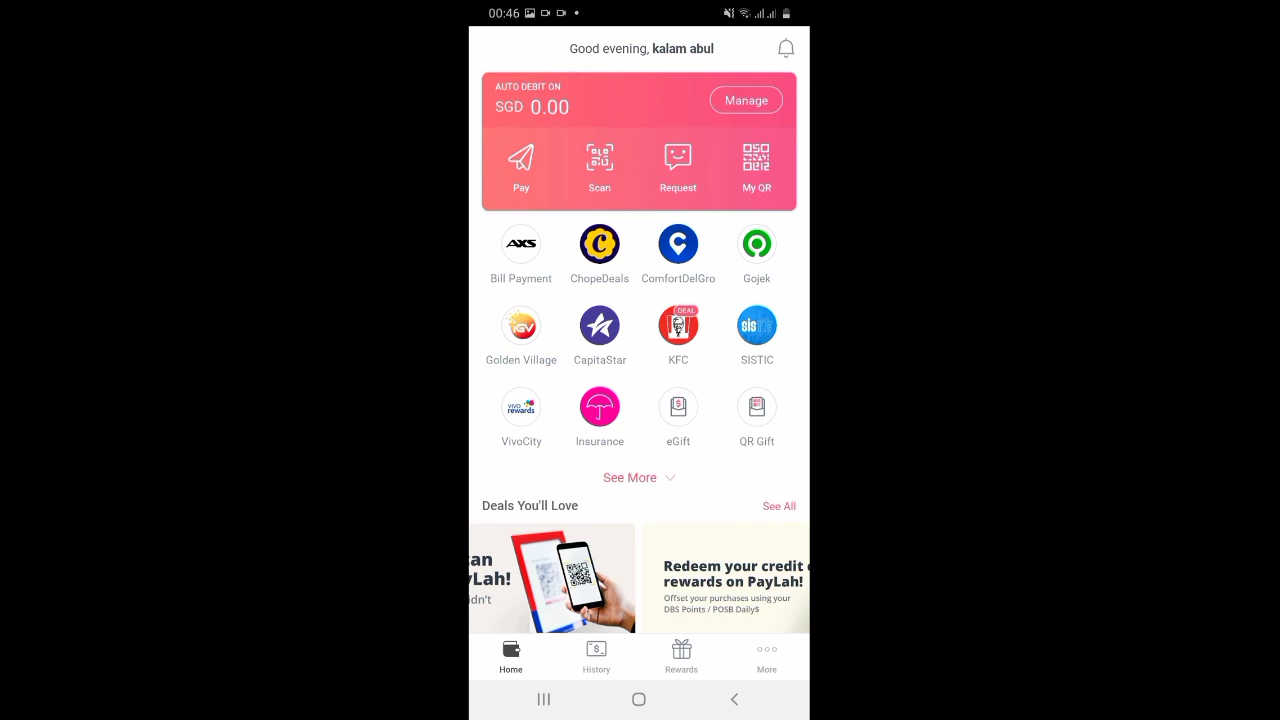 00:46
Good evening, kalam abul
AUTO DEBIT ON
SGD 0.00
Manage
Pay
Scan
Request
My QR
AXS
Bill Payment
C
ChopeDeals
ComfortDelGro
Gojek
GV
Golden Village
CapitaStar
DEAL
KFC
SISTIC
SISTIC
vivo
rewards
VivoCity
Insurance
eGift
QR Gift
See More
Deals You'll Love
See All
an
yLah!
idn't
Redeem your credit
rewards on PayLah!
Offset your purchases using your
DBS Points / POSB Daily$
Home
History
Rewards
More